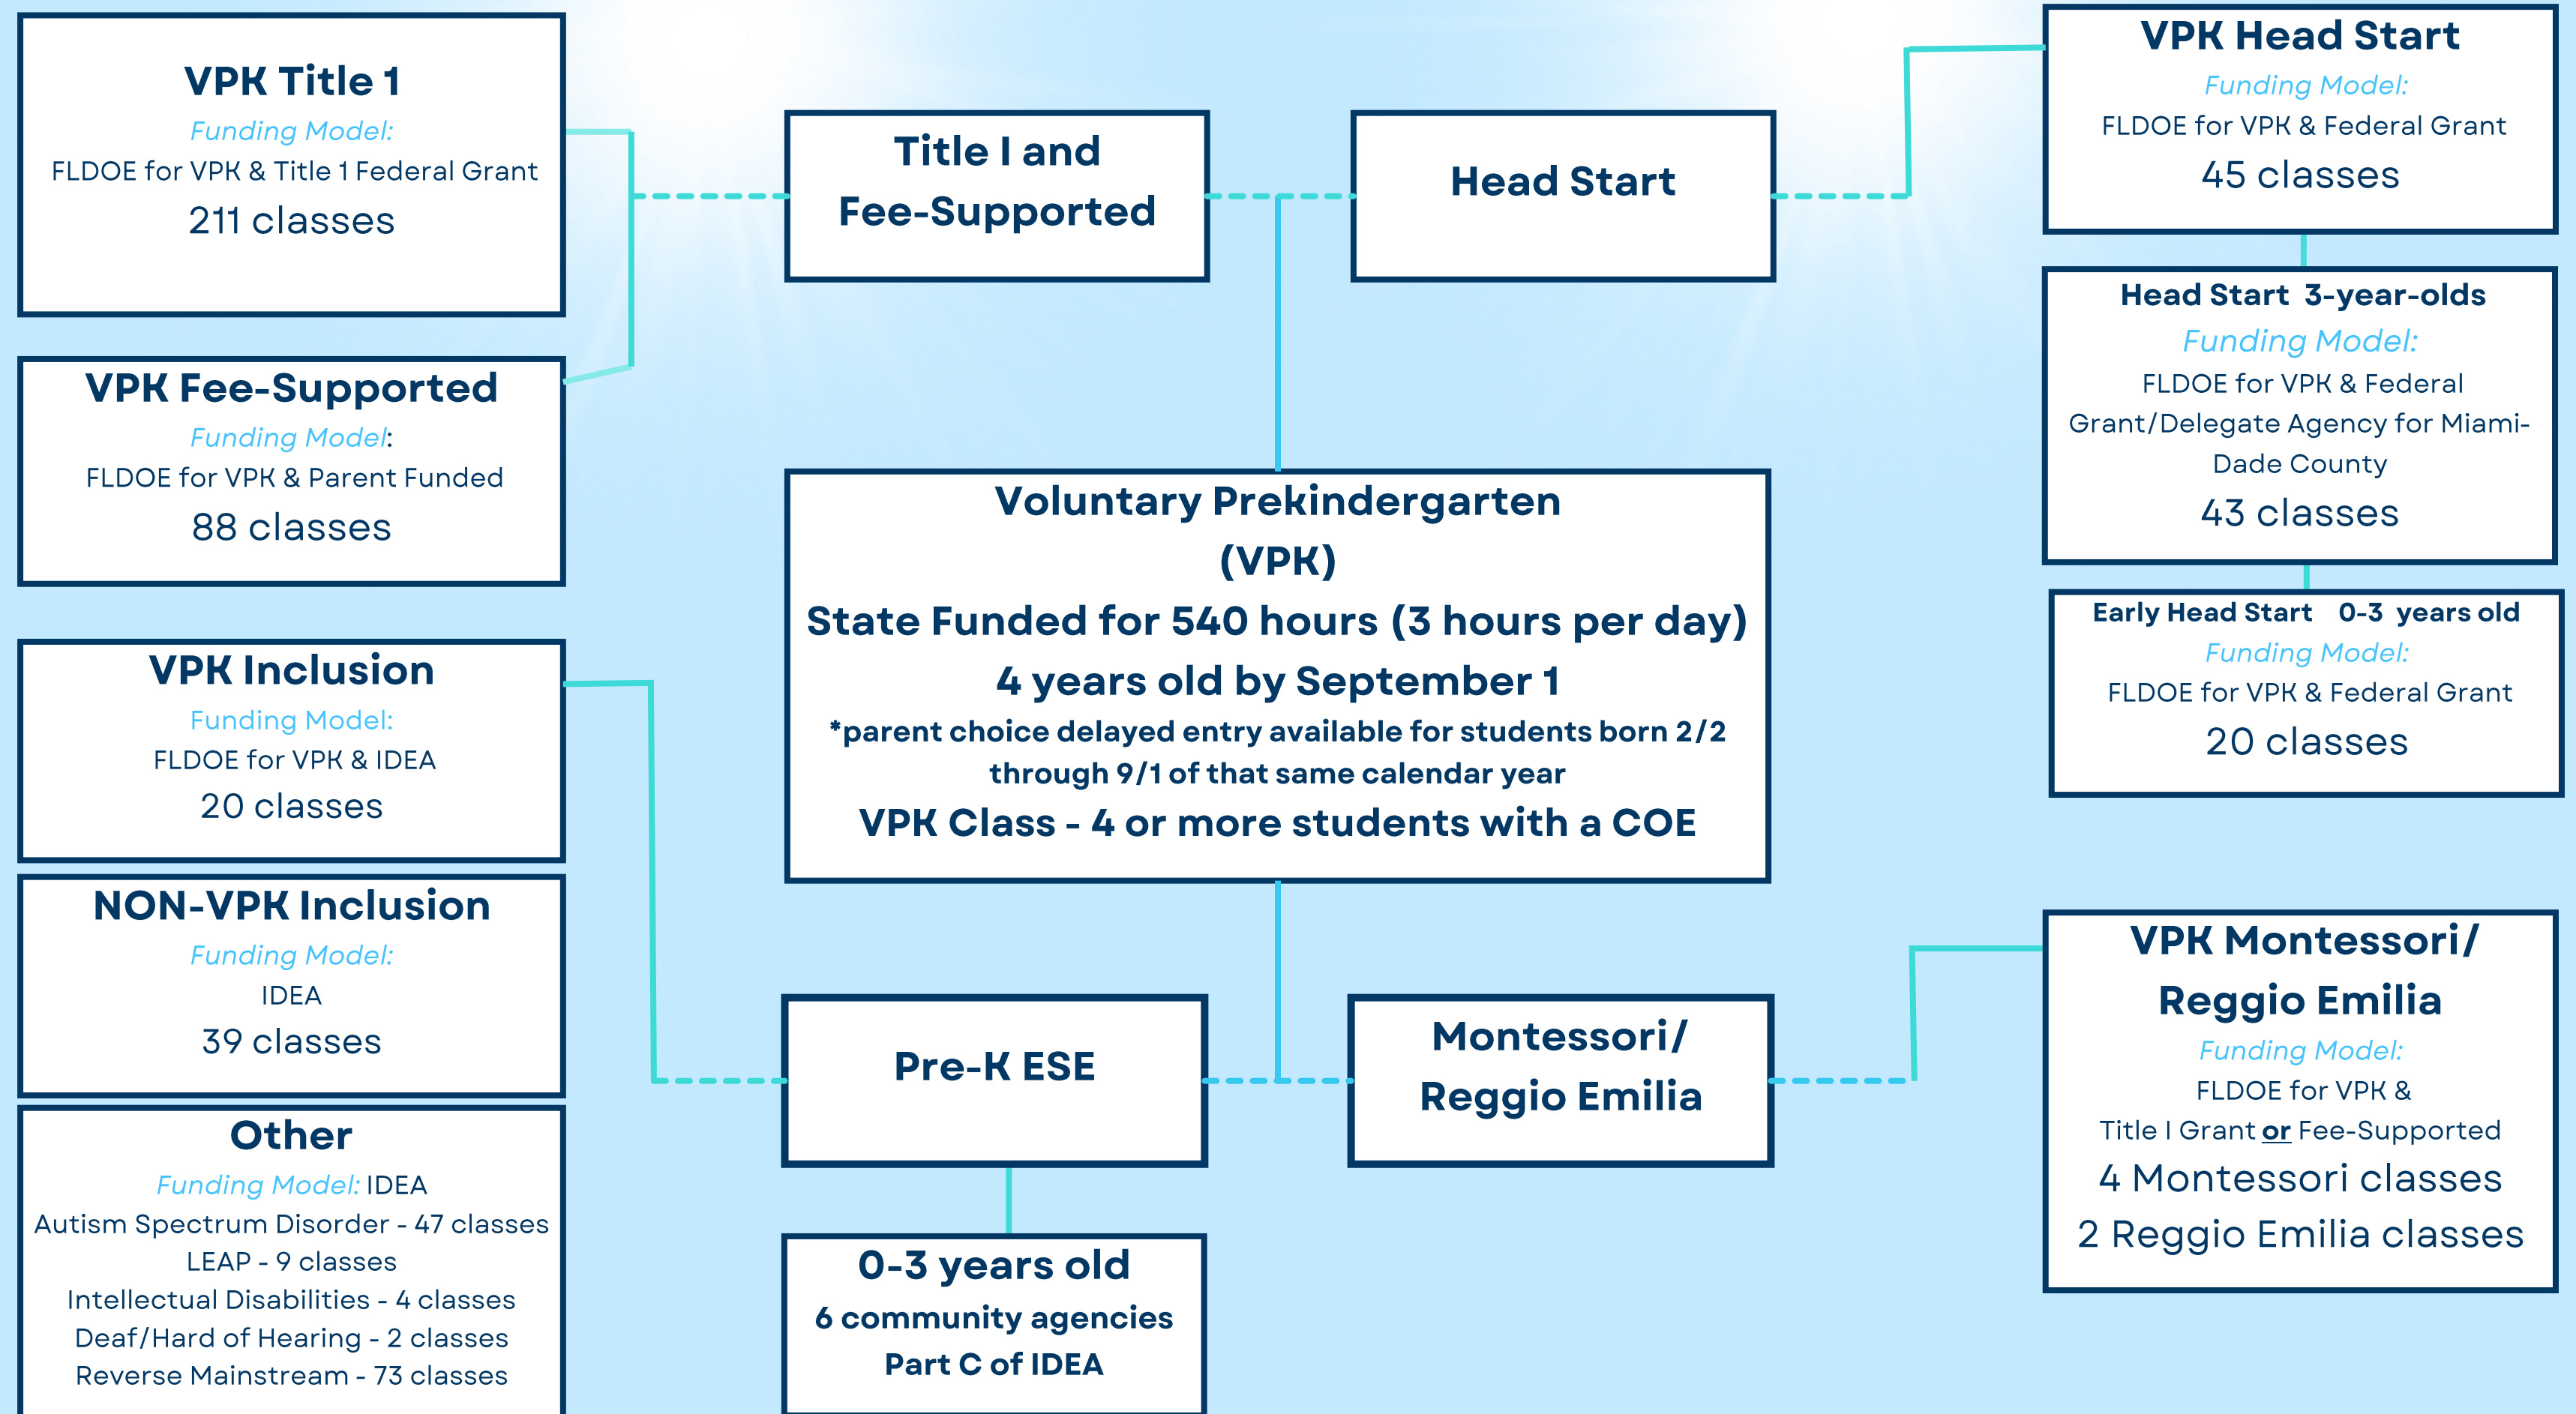 VPK Title 1
Funding Model:
FLDOE for VPK & Title 1 Federal Grant
211 classes
VPK Fee-Supported
Funding Model:
FLDOE for VPK & Parent Funded
88 classes
VPK Inclusion
Funding Model:
FLDOE for VPK & IDEA
20 classes
NON-VPK Inclusion
Funding Model:
IDEA
39 classes
Other
Funding Model: IDEA
Autism Spectrum Disorder - 47 classes
LEAP - 9 classes
Intellectual Disabilities - 4 classes
Deaf/Hard of Hearing - 2 classes
Reverse Mainstream - 73 classes
Title I and
Fee-Supported
Head Start
Voluntary Prekindergarten
(VPK)
State Funded for 540 hours (3 hours per day)
4 years old by September 1
*parent choice delayed entry available for students born 2/2
through 9/1 of that same calendar year
VPK Class - 4 or more students with a COE
Pre-K ESE
Montessori/
Reggio Emilia
0-3 years old
6 community agencies
Part C of IDEA
VPK Head Start
Funding Model:
FLDOE for VPK & Federal Grant
45 classes
Head Start 3-year-olds
Funding Model:
FLDOE for VPK & Federal
Grant/Delegate Agency for Miami-
Dade County
43 classes
Early Head Start 0-3 years old
Funding Model:
FLDOE for VPK & Federal Grant
20 classes
VPK Montessori/
Reggio Emilia
Funding Model:
FLDOE for VPK &
Title I Grant or Fee-Supported
4 Montessori classes
2 Reggio Emilia classes